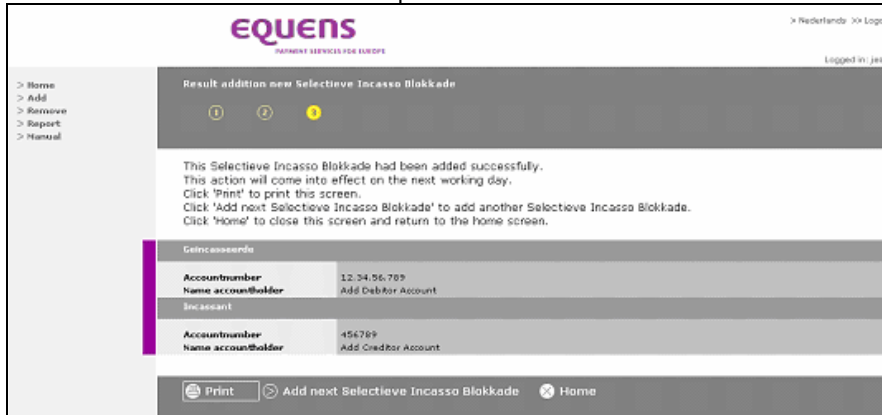 EQUENS
PAYMENT SERVICES FOR EUROPE
> Nederlands >> Logo
Logged in: jes
> Home
> Add
> Remove
> Report
> Manual
Result addition new Selectieve Incasso Blokkade
1 2 3
This Selectieve Incasso Blokkade had been added successfully.
This action will come into effect on the next working day.
Click 'Print' to print this screen.
Click 'Add next Selectieve Incasso Blokkade' to add another Selectieve Incasso Blokkade.
Click 'Home' to close this screen and return to the home screen.
Geincasseerde
Accountnumber 12.34.56.789
Name accountholder Add Debitor Account
Incassant
Accountnumber 456789
Name accountholder Add Creditor Account
Print > Add next Selectieve Incasso Blokkade Home